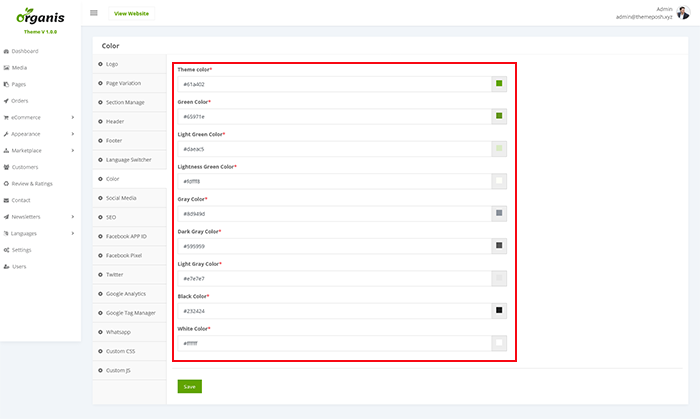 Organis
Theme V 1.0.0
View Website
Admin
admin@themeposh.xyz
Dashboard
Media
Pages
Orders
eCommerce
Appearance
Marketplace
Customers
Review & Ratings
Contact
Newsletters
Languages
Settings
Users
Color
Logo
Page Variation
Section Manage
Header
Footer
Language Switcher
Color
Social Media
SEO
Facebook APP ID
Facebook Pixel
Twitter
Google Analytics
Google Tag Manager
Whatsapp
Custom CSS
Custom JS
Theme color*
#61a402
Green Color*
#65971e
Light Green Color*
#daeac5
Lightness Green Color*
#fdfff8
Gray Color*
#8d949d
Dark Gray Color*
#595959
Light Gray Color*
#e7e7e7
Black Color*
#232424
White Color*
#ffffff
Save